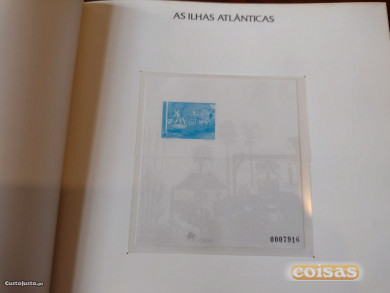 AS ILHAS ATLÂNTICAS
0007916
CustoJusto.pt
coisas